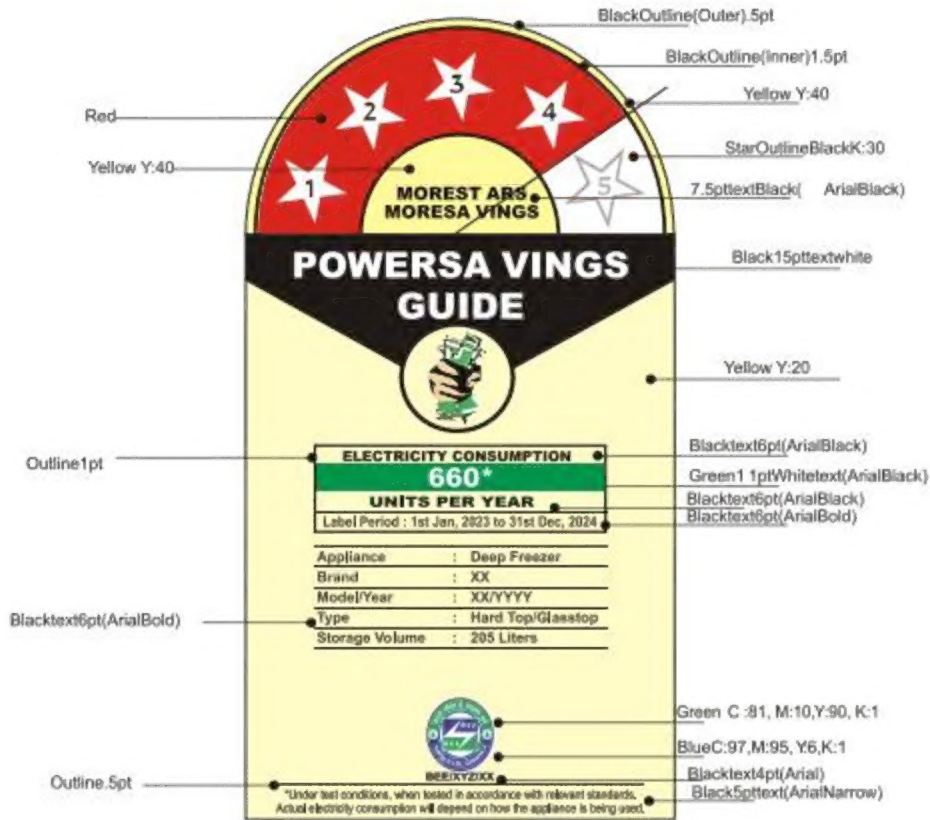 BlackOutline(Outer).5pt
BlackOutline(Inner)1.5pt
Yellow Y:40
Red
StarOutlineBlackK:30
Yellow Y:40
7.5pttextBlack( ArialBlack)
1
2
3
4
5
MOREST ARS
MORESA VINGS
Black15pttextwhite
POWERSA VINGS
GUIDE
Yellow Y:20
Outline1pt
ELECTRICITY CONSUMPTION
Blacktext6pt(ArialBlack)
660*
Green1 1ptWhitetext(ArialBlack)
UNITS PER YEAR
Blacktext6pt(ArialBlack)
Label Period : 1st Jan, 2023 to 31st Dec, 2024
Blacktext6pt(ArialBold)
Appliance : Deep Freezer
Brand : XX
Model/Year : XX/YYYY
Blacktext6pt(ArialBold)
Type : Hard Top/Glasstop
Storage Volume : 205 Liters
Green C :81, M:10,Y:90, K:1
BlueC:97,M:95, Y:6,K:1
BEE/XYZ/XX
Blacktext4pt(Arial)
Outline.5pt
*Under test conditions, when tested in accordance with relevant standards.
Black5pttext(ArialNarrow)
Actual electricity consumption will depend on how the appliance is being used.